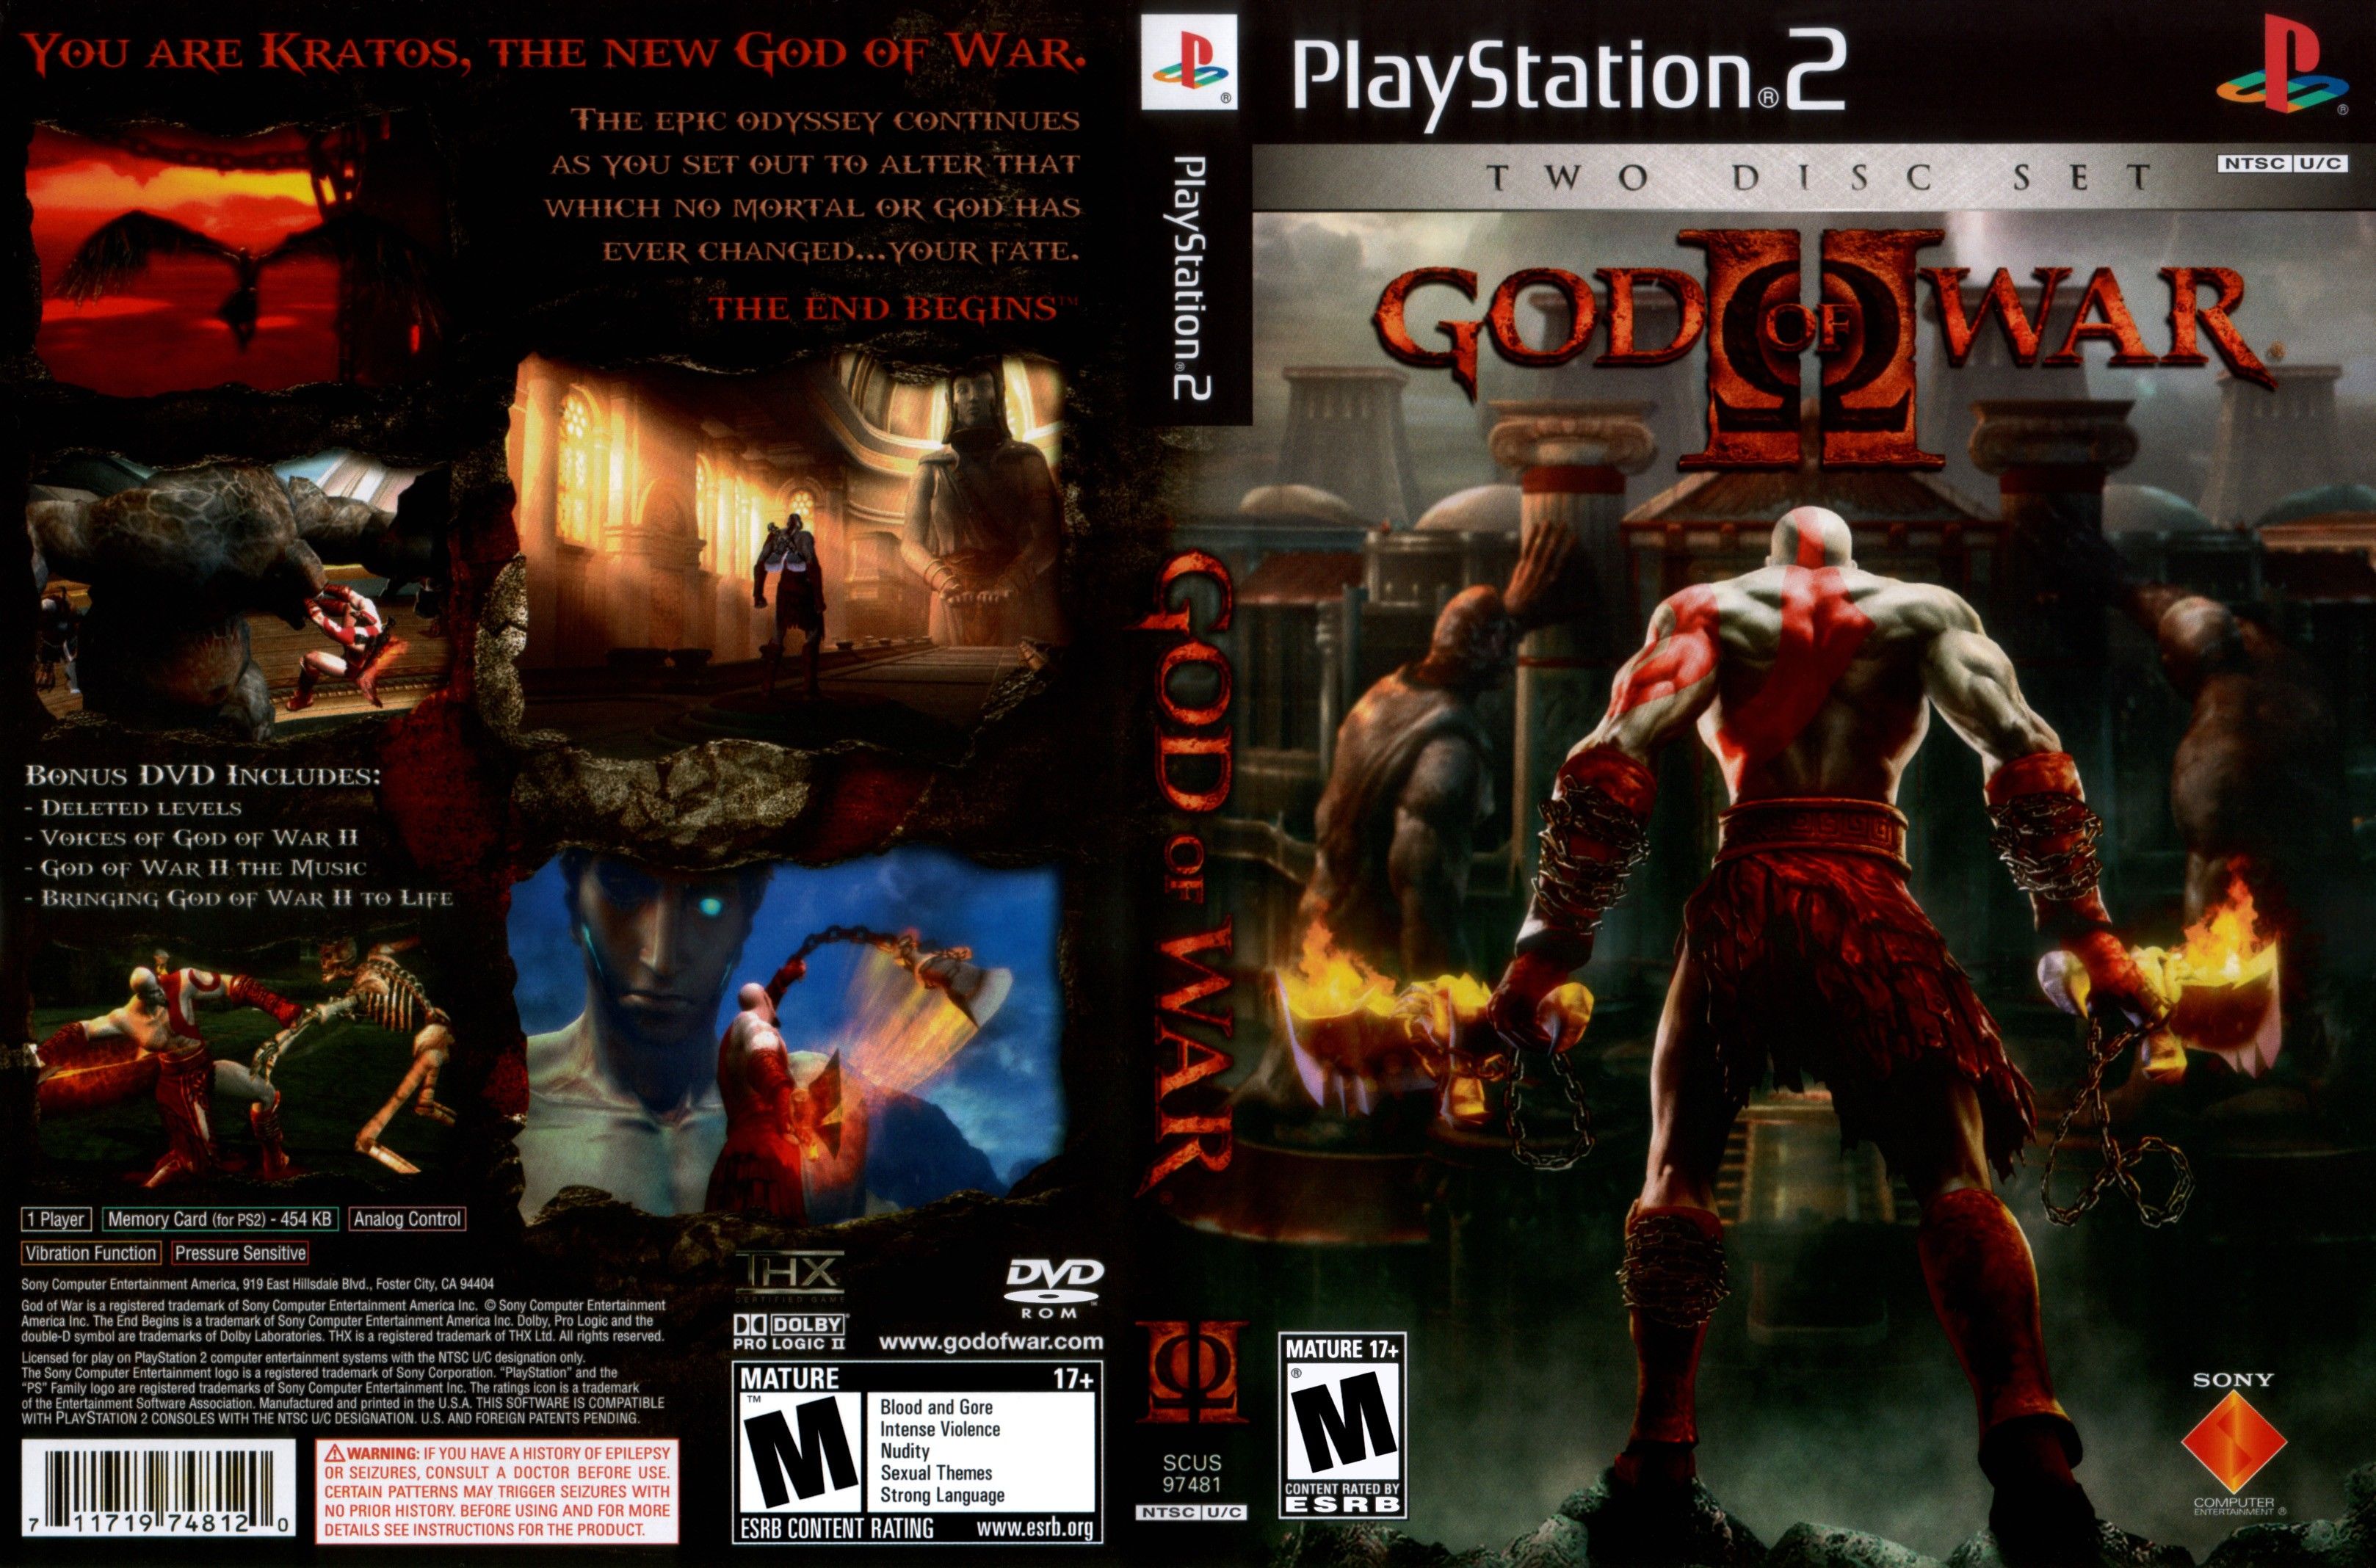 YOU ARE KRATOS, THE NEW GOD OF WAR.
THE EPIC ODYSSEY CONTINUES
AS YOU SET OUT TO ALTER THAT
WHICH NO MORTAL OR GOD HAS
EVER CHANGED...YOUR FATE.
THE END BEGINS™
BONUS DVD INCLUDES:
- DELETED LEVELS
- VOICES OF GOD OF WAR II
- GOD OF WAR II THE MUSIC
- BRINGING GOD OF WAR II TO LIFE
1 Player
Memory Card (for PS2) - 454 KB
Analog Control
Vibration Function
Pressure Sensitive
Sony Computer Entertainment America, 919 East Hillsdale Blvd., Foster City, CA 94404
God of War is a registered trademark of Sony Computer Entertainment America Inc. © Sony Computer Entertainment
America Inc. The End Begins is a trademark of Sony Computer Entertainment America Inc. Dolby, Pro Logic and the
double-D symbol are trademarks of Dolby Laboratories. THX is a registered trademark of THX Ltd. All rights reserved.
Licensed for play on PlayStation 2 computer entertainment systems with the NTSC U/C designation only.
The Sony Computer Entertainment logo is a registered trademark of Sony Corporation. “PlayStation” and the
“PS” Family logo are registered trademarks of Sony Computer Entertainment Inc. The ratings icon is a trademark
of the Entertainment Software Association. Manufactured and printed in the U.S.A. THIS SOFTWARE IS COMPATIBLE
WITH PLAYSTATION 2 CONSOLES WITH THE NTSC U/C DESIGNATION. U.S. AND FOREIGN PATENTS PENDING.
7 11719 74812 0
WARNING: IF YOU HAVE A HISTORY OF EPILEPSY
OR SEIZURES, CONSULT A DOCTOR BEFORE USE.
CERTAIN PATTERNS MAY TRIGGER SEIZURES WITH
NO PRIOR HISTORY. BEFORE USING AND FOR MORE
DETAILS SEE INSTRUCTIONS FOR THE PRODUCT.
THX
CERTIFIED GAME
DOLBY
PRO LOGIC II
DVD
ROM™
www.godofwar.com
MATURE 17+
M™
Blood and Gore
Intense Violence
Nudity
Sexual Themes
Strong Language
ESRB CONTENT RATING www.esrb.org
PlayStation®2
GOD OF WAR®
II
SCUS
97481
NTSC U/C
PlayStation®2
TWO DISC SET
NTSC U/C
GOD OF WAR®
II
MATURE 17+
M®
CONTENT RATED BY
ESRB
SONY
COMPUTER
ENTERTAINMENT®